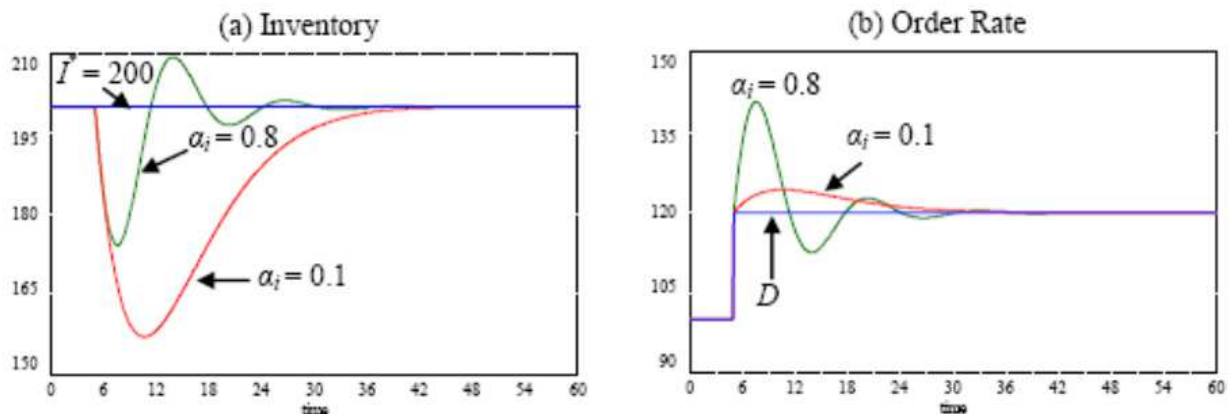 (a) Inventory
210
I* = 200
195
αᵢ = 0.8
180
165
αᵢ = 0.1
150
0 6 12 18 24 30 36 42 48 54 60
time
(b) Order Rate
150
αᵢ = 0.8
135
αᵢ = 0.1
120
105
D
90
0 6 12 18 24 30 36 42 48 54 60
time